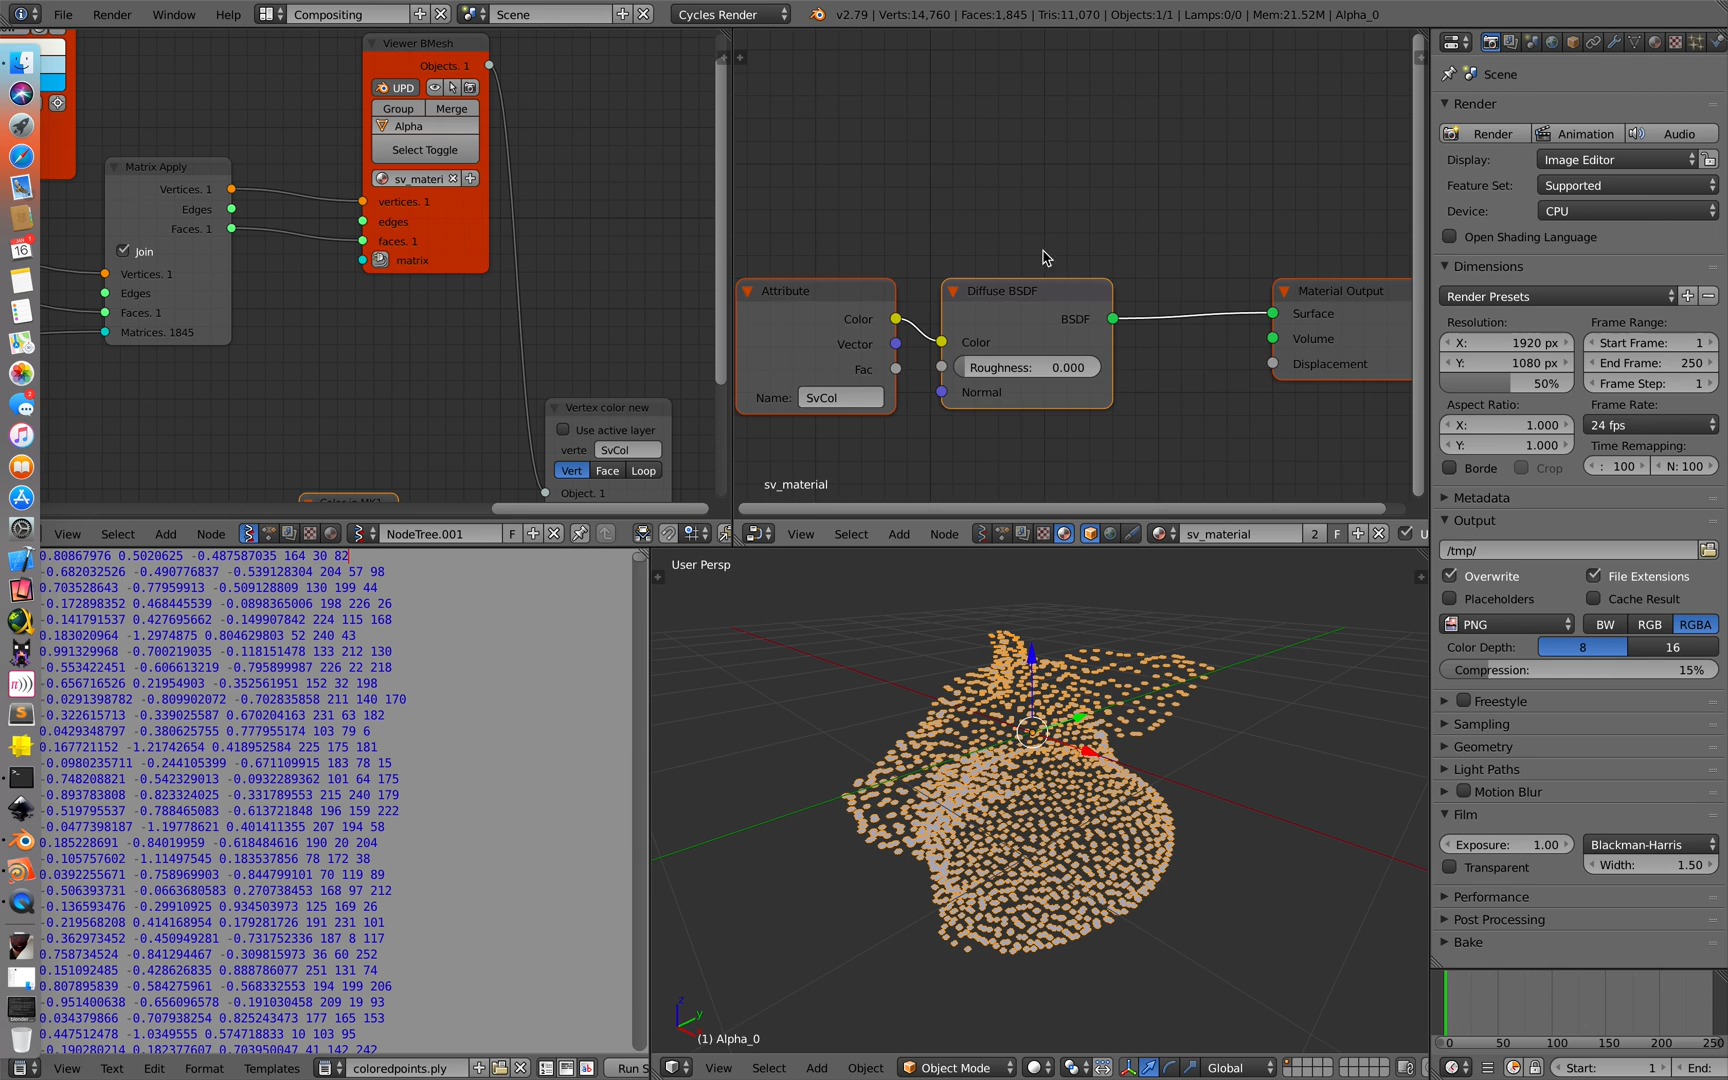 File Render Window Help Compositing Scene Cycles Render v2.79 | Verts:14,760 | Faces:1,845 | Tris:11,070 | Objects:1/1 | Lamps:0/0 | Mem:21.52M | Alpha_0
Viewer BMesh
Objects. 1
UPD
Group Merge
Alpha
Select Toggle
sv_materi
vertices. 1
edges
faces. 1
matrix
Matrix Apply
Vertices. 1
Edges
Faces. 1
Join
Vertices. 1
Edges
Faces. 1
Matrices. 1845
Vertex color new
Use active layer
verte SvCol
Vert Face Loop
Object. 1
View Select Add Node NodeTree.001 F
Attribute
Color
Vector
Fac
Name: SvCol
Diffuse BSDF
BSDF
Color
Roughness: 0.000
Normal
Material Output
Surface
Volume
Displacement
sv_material
View Select Add Node sv_material 2 F
0.80867976 0.5020625 -0.487587035 164 30 82
-0.682032526 -0.490776837 -0.539128304 204 57 98
0.703528643 -0.77959913 -0.509128809 130 199 44
-0.172898352 0.468445539 -0.0898365006 198 226 26
-0.141791537 0.427695662 -0.149907842 224 115 168
0.183020964 -1.2974875 0.804629803 52 240 43
0.991329968 -0.700219035 -0.118151478 133 212 130
-0.553422451 -0.606613219 -0.795899987 226 22 218
-0.656716526 0.21954903 -0.352561951 152 32 198
-0.0291398782 -0.809902072 -0.702835858 211 140 170
-0.322615713 -0.339025587 0.670204163 231 63 182
0.0429348797 -0.380625755 0.777955174 103 79 6
0.167721152 -1.21742654 0.418952584 225 175 181
-0.0980235711 -0.244105399 -0.671109915 183 78 15
-0.748208821 -0.542329013 -0.0932289362 101 64 175
-0.893783808 -0.823324025 -0.331789553 215 240 179
-0.519795537 -0.788465083 -0.613721848 196 159 222
-0.0477398187 -1.19778621 0.401411355 207 194 58
0.185228691 -0.84019959 -0.618484616 190 20 204
-0.105757602 -1.11497545 0.183537856 78 172 38
0.0392255671 -0.758969903 -0.844799101 70 119 89
-0.506393731 -0.0663680583 0.270738453 168 97 212
-0.136593476 -0.29910925 0.934503973 125 169 26
-0.219568208 0.414168954 0.179281726 191 231 101
-0.362973452 -0.450949281 -0.731752336 187 8 117
0.758734524 -0.841294467 -0.309815973 36 60 252
0.151092485 -0.428626835 0.888786077 251 131 74
0.807895839 -0.584275961 -0.568332553 194 199 206
-0.951400638 -0.656096578 -0.191030458 209 19 93
0.034379866 -0.707938254 0.825243473 177 165 153
0.447512478 -1.0349555 0.574718833 10 103 95
-0.190280214 0.182377607 0.703950047 41 142 242
View Text Edit Format Templates coloredpoints.ply Run S
User Persp
z
y
(1) Alpha_0
View Select Add Object Object Mode Global
Scene
Render
Render Animation Audio
Display: Image Editor
Feature Set: Supported
Device: CPU
Open Shading Language
Dimensions
Render Presets
Resolution: Frame Range:
X: 1920 px Start Frame: 1
Y: 1080 px End Frame: 250
50% Frame Step: 1
Aspect Ratio: Frame Rate:
X: 1.000 24 fps
Y: 1.000 Time Remapping:
Borde Crop : 100 N: 100
Metadata
Output
/tmp/
Overwrite File Extensions
Placeholders Cache Result
PNG BW RGB RGBA
Color Depth: 8 16
Compression: 15%
Freestyle
Sampling
Geometry
Light Paths
Motion Blur
Film
Exposure: 1.00 Blackman-Harris
Transparent Width: 1.50
Performance
Post Processing
Bake
0 50 100 150 200 250
Start: 1 End: